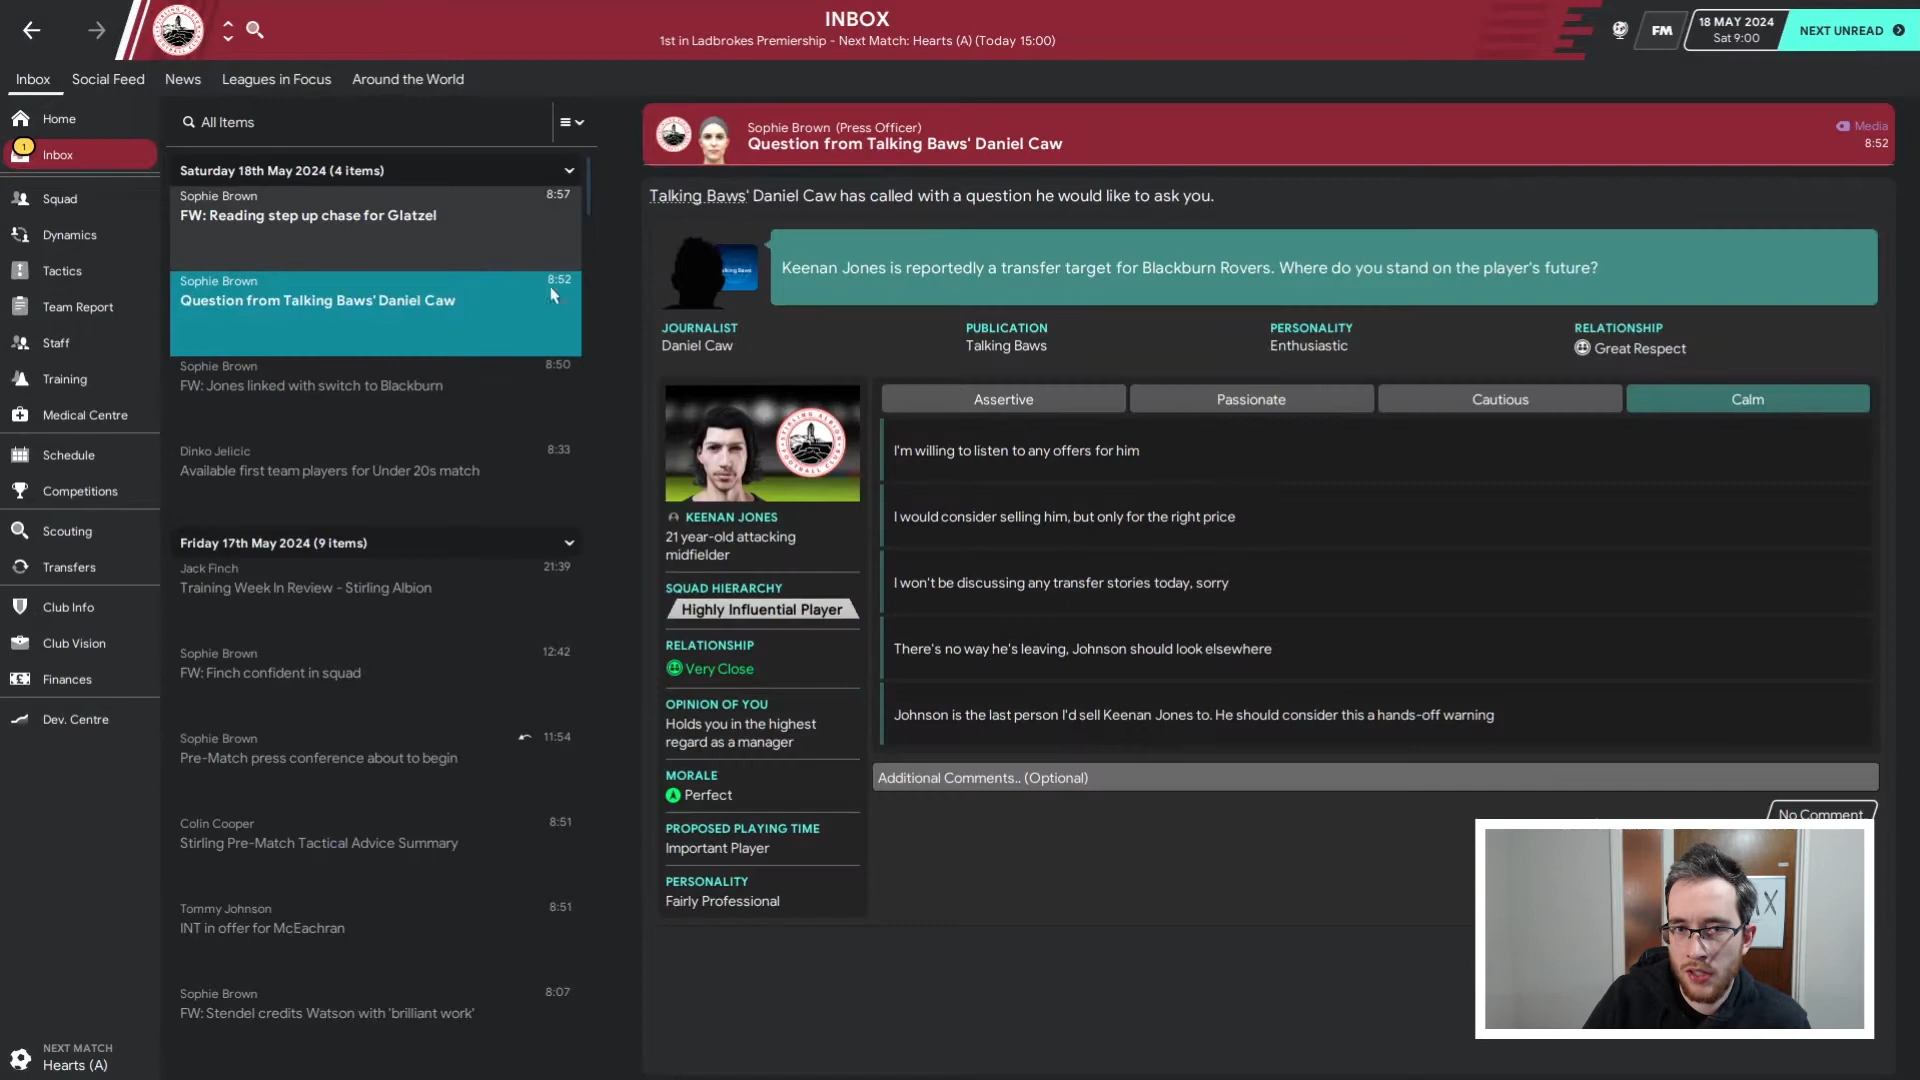 INBOX
1st in Ladbrokes Premiership - Next Match: Hearts (A) (Today 15:00)
FM
18 MAY 2024
Sat 9:00
NEXT UNREAD
Inbox
Social Feed
News
Leagues in Focus
Around the World
Home
1
Inbox
Squad
Dynamics
Tactics
Team Report
Staff
Training
Medical Centre
Schedule
Competitions
Scouting
Transfers
Club Info
Club Vision
Finances
Dev. Centre
NEXT MATCH
Hearts (A)
All Items
Saturday 18th May 2024 (4 items)
Sophie Brown 8:57
FW: Reading step up chase for Glatzel
Sophie Brown 8:52
Question from Talking Baws' Daniel Caw
Sophie Brown 8:50
FW: Jones linked with switch to Blackburn
Dinko Jelicic 8:33
Available first team players for Under 20s match
Friday 17th May 2024 (9 items)
Jack Finch 21:39
Training Week In Review - Stirling Albion
Sophie Brown 12:42
FW: Finch confident in squad
Sophie Brown 11:54
Pre-Match press conference about to begin
Colin Cooper 8:51
Stirling Pre-Match Tactical Advice Summary
Tommy Johnson 8:51
INT in offer for McEachran
Sophie Brown 8:07
FW: Stendel credits Watson with 'brilliant work'
Sophie Brown (Press Officer)
Question from Talking Baws' Daniel Caw
Media
8:52
Talking Baws' Daniel Caw has called with a question he would like to ask you.
Keenan Jones is reportedly a transfer target for Blackburn Rovers. Where do you stand on the player's future?
JOURNALIST
Daniel Caw
PUBLICATION
Talking Baws
PERSONALITY
Enthusiastic
RELATIONSHIP
Great Respect
KEENAN JONES
21 year-old attacking
midfielder
SQUAD HIERARCHY
Highly Influential Player
RELATIONSHIP
Very Close
OPINION OF YOU
Holds you in the highest
regard as a manager
MORALE
Perfect
PROPOSED PLAYING TIME
Important Player
PERSONALITY
Fairly Professional
Assertive
Passionate
Cautious
Calm
I'm willing to listen to any offers for him
I would consider selling him, but only for the right price
I won't be discussing any transfer stories today, sorry
There's no way he's leaving, Johnson should look elsewhere
Johnson is the last person I'd sell Keenan Jones to. He should consider this a hands-off warning
Additional Comments.. (Optional)
No Comment